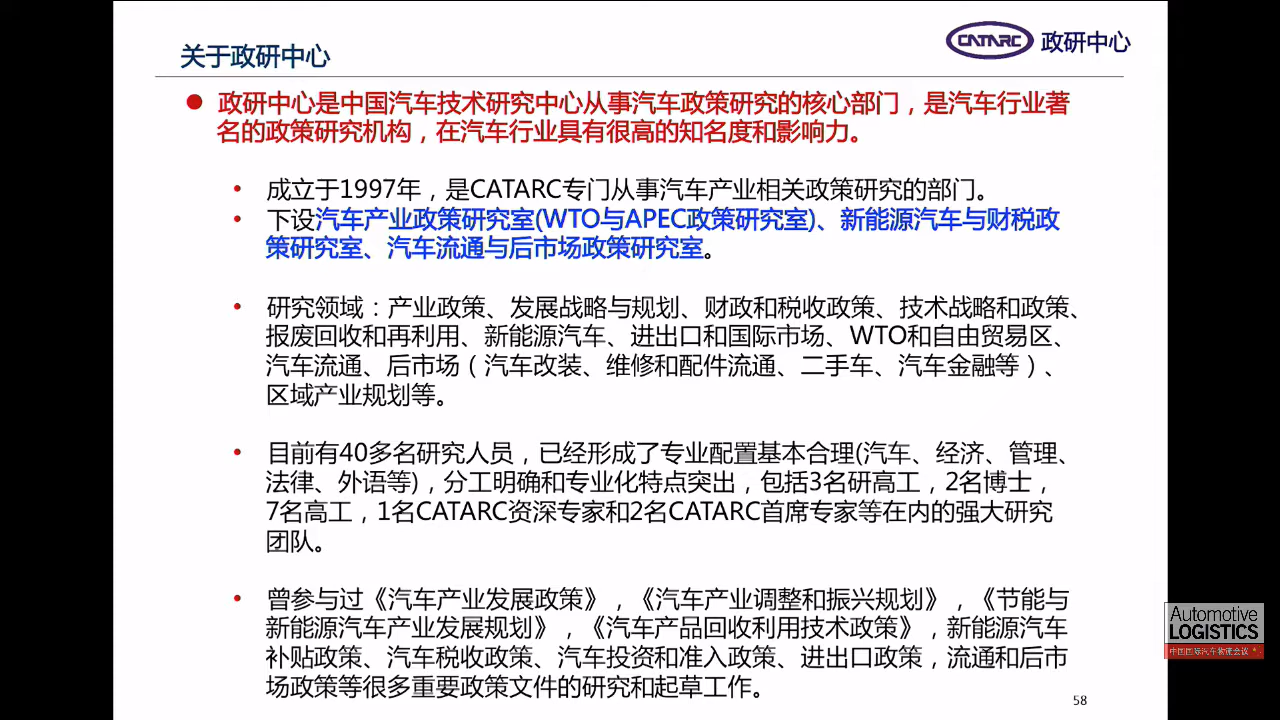 关于政研中心
CATARC 政研中心
● 政研中心是中国汽车技术研究中心从事汽车政策研究的核心部门，是汽车行业著
名的政策研究机构，在汽车行业具有很高的知名度和影响力。
• 成立于1997年，是CATARC专门从事汽车产业相关政策研究的部门。
• 下设汽车产业政策研究室(WTO与APEC政策研究室)、新能源汽车与财税政
策研究室、汽车流通与后市场政策研究室。
• 研究领域：产业政策、发展战略与规划、财政和税收政策、技术战略和政策、
报废回收和再利用、新能源汽车、进出口和国际市场、WTO和自由贸易区、
汽车流通、后市场（汽车改装、维修和配件流通、二手车、汽车金融等）、
区域产业规划等。
• 目前有40多名研究人员，已经形成了专业配置基本合理(汽车、经济、管理、
法律、外语等)，分工明确和专业化特点突出，包括3名研高工，2名博士，
7名高工，1名CATARC资深专家和2名CATARC首席专家等在内的强大研究
团队。
• 曾参与过《汽车产业发展政策》，《汽车产业调整和振兴规划》，《节能与
新能源汽车产业发展规划》，《汽车产品回收利用技术政策》，新能源汽车
补贴政策、汽车税收政策、汽车投资和准入政策、进出口政策，流通和后市
场政策等很多重要政策文件的研究和起草工作。
Automotive
LOGISTICS
中国国际汽车物流会议
58